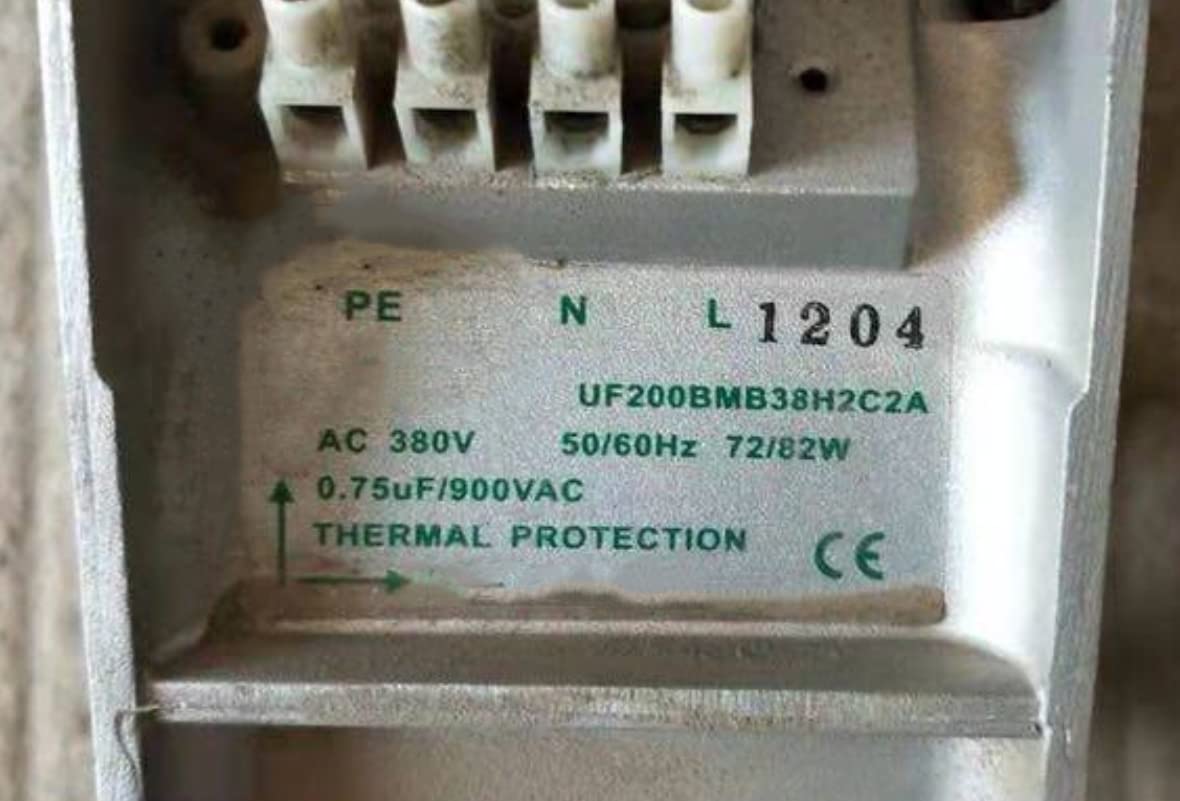 PE N L 1204
UF200BMB38H2C2A
AC 380V 50/60Hz 72/82W
0.75uF/900VAC
THERMAL PROTECTION CE